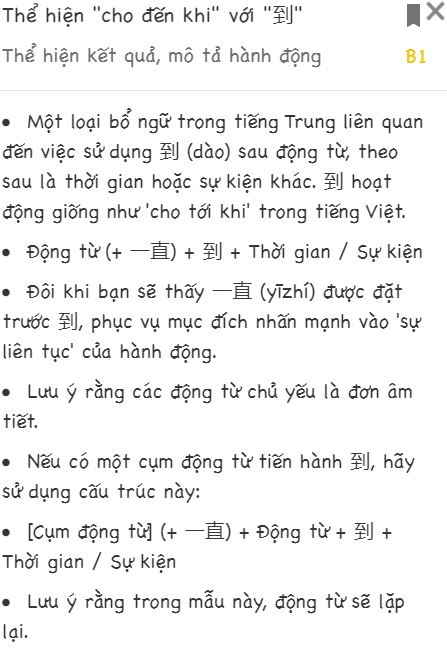 Thể hiện "cho đến khi" với "到"
Thể hiện kết quả, mô tả hành động B1
• Một loại bổ ngữ trong tiếng Trung liên quan
đến việc sử dụng 到 (dào) sau động từ, theo
sau là thời gian hoặc sự kiện khác. 到 hoạt
động giống như 'cho tới khi' trong tiếng Việt.
• Động từ (+ 一直) + 到 + Thời gian / Sự kiện
• Đôi khi bạn sẽ thấy 一直 (yīzhí) được đặt
trước 到, phục vụ mục đích nhấn mạnh vào 'sự
liên tục' của hành động.
• Lưu ý rằng các động từ chủ yếu là đơn âm
tiết.
• Nếu có một cụm động từ tiến hành 到, hãy
sử dụng cấu trúc này:
• [Cụm động từ] (+ 一直) + Động từ + 到 +
Thời gian / Sự kiện
• Lưu ý rằng trong mẫu này, động từ sẽ lặp
lại.